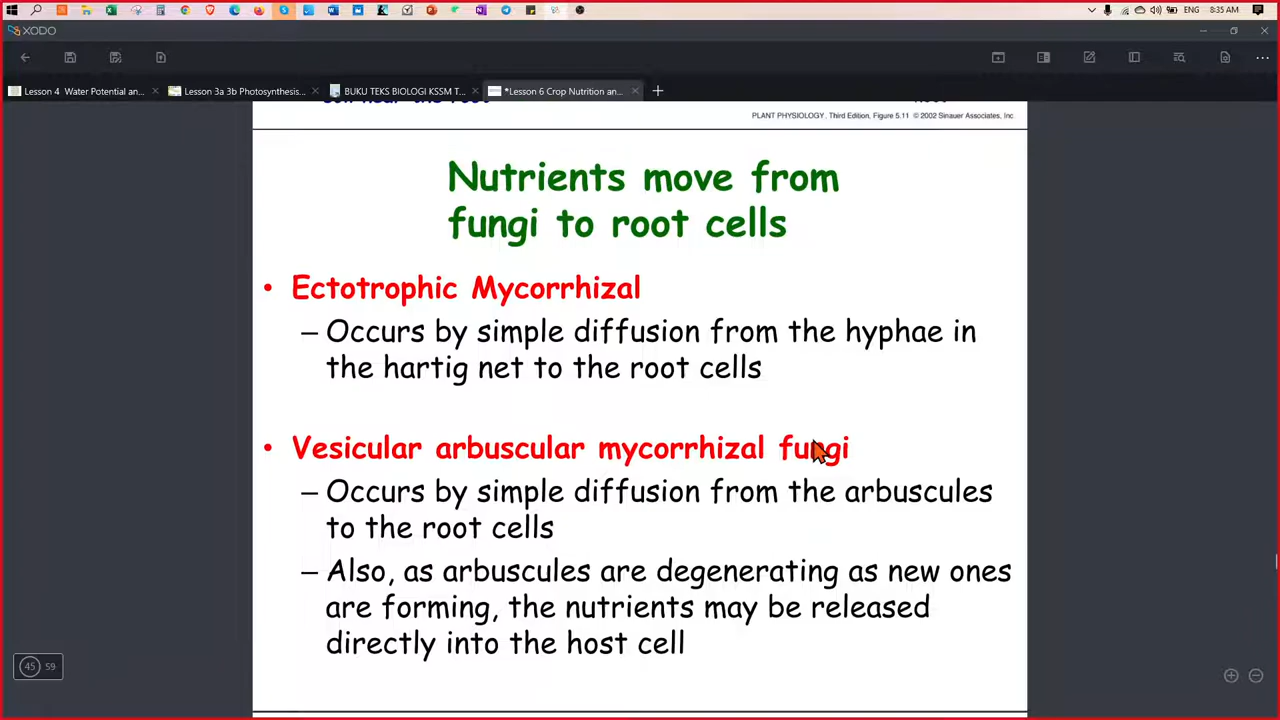 ENG
8:35 AM
XODO
Lesson 4 Water Potential an...
Lesson 3a 3b Photosynthesis...
BUKU TEKS BIOLOGI KSSM T...
*Lesson 6 Crop Nutrition an...
PLANT PHYSIOLOGY, Third Edition, Figure 5.11 © 2002 Sinauer Associates, Inc
Nutrients move from
fungi to root cells
• Ectotrophic Mycorrhizal
– Occurs by simple diffusion from the hyphae in
the hartig net to the root cells
• Vesicular arbuscular mycorrhizal fungi
– Occurs by simple diffusion from the arbuscules
to the root cells
– Also, as arbuscules are degenerating as new ones
are forming, the nutrients may be released
directly into the host cell
45 59